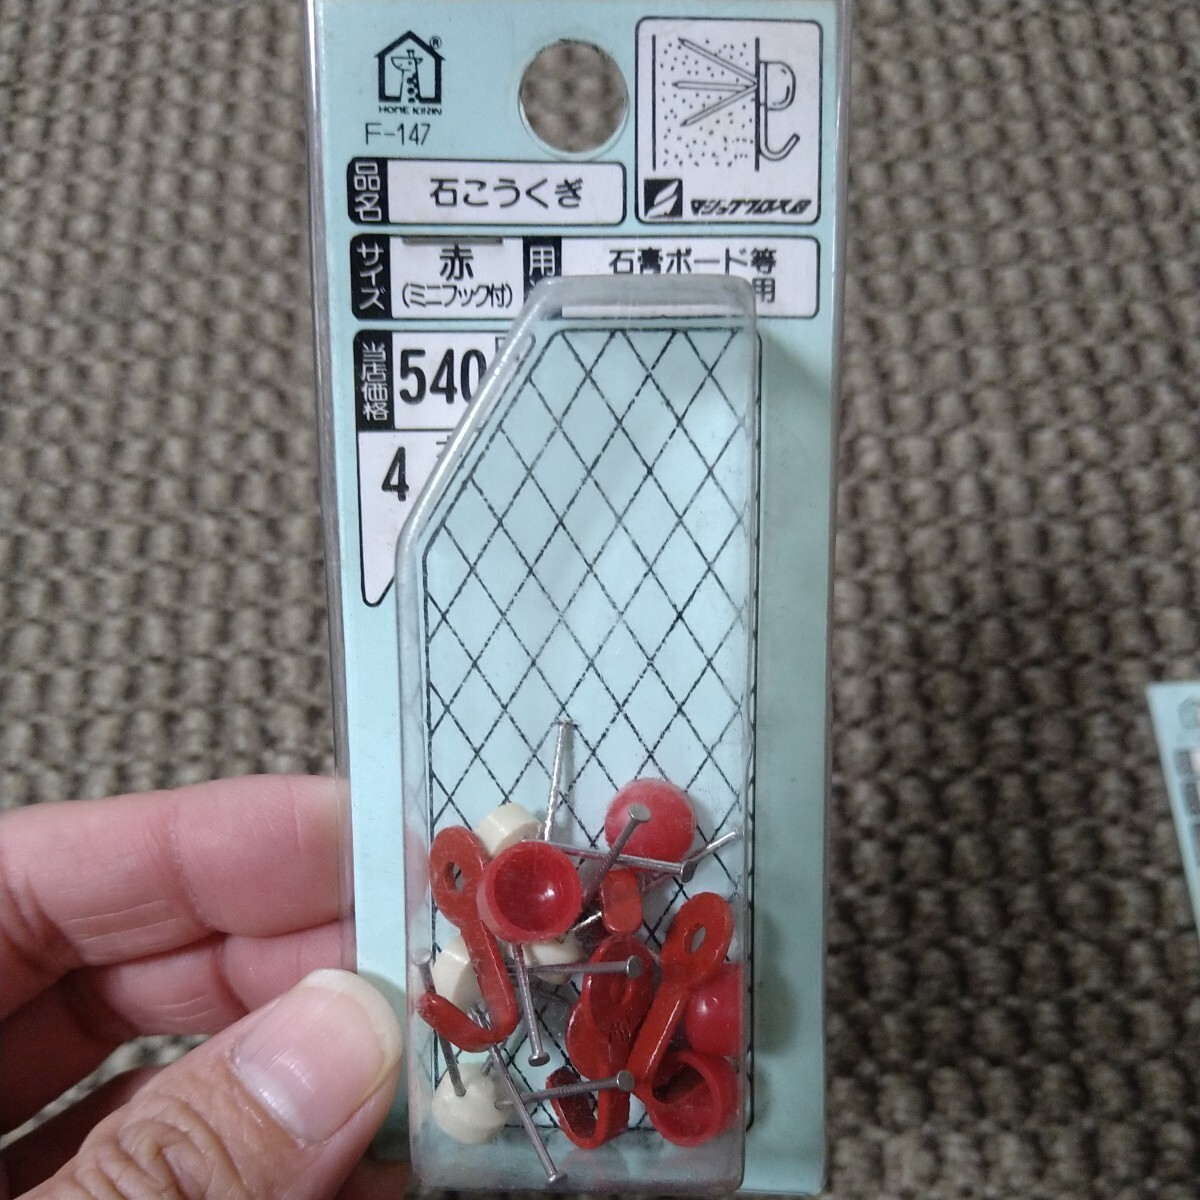 HOME KIRIN
F-147
マジッククロス8
品名
石こうくぎ
サイズ
赤
(ミニフック付)
用
石膏ボード等
用
当店価格
540
4